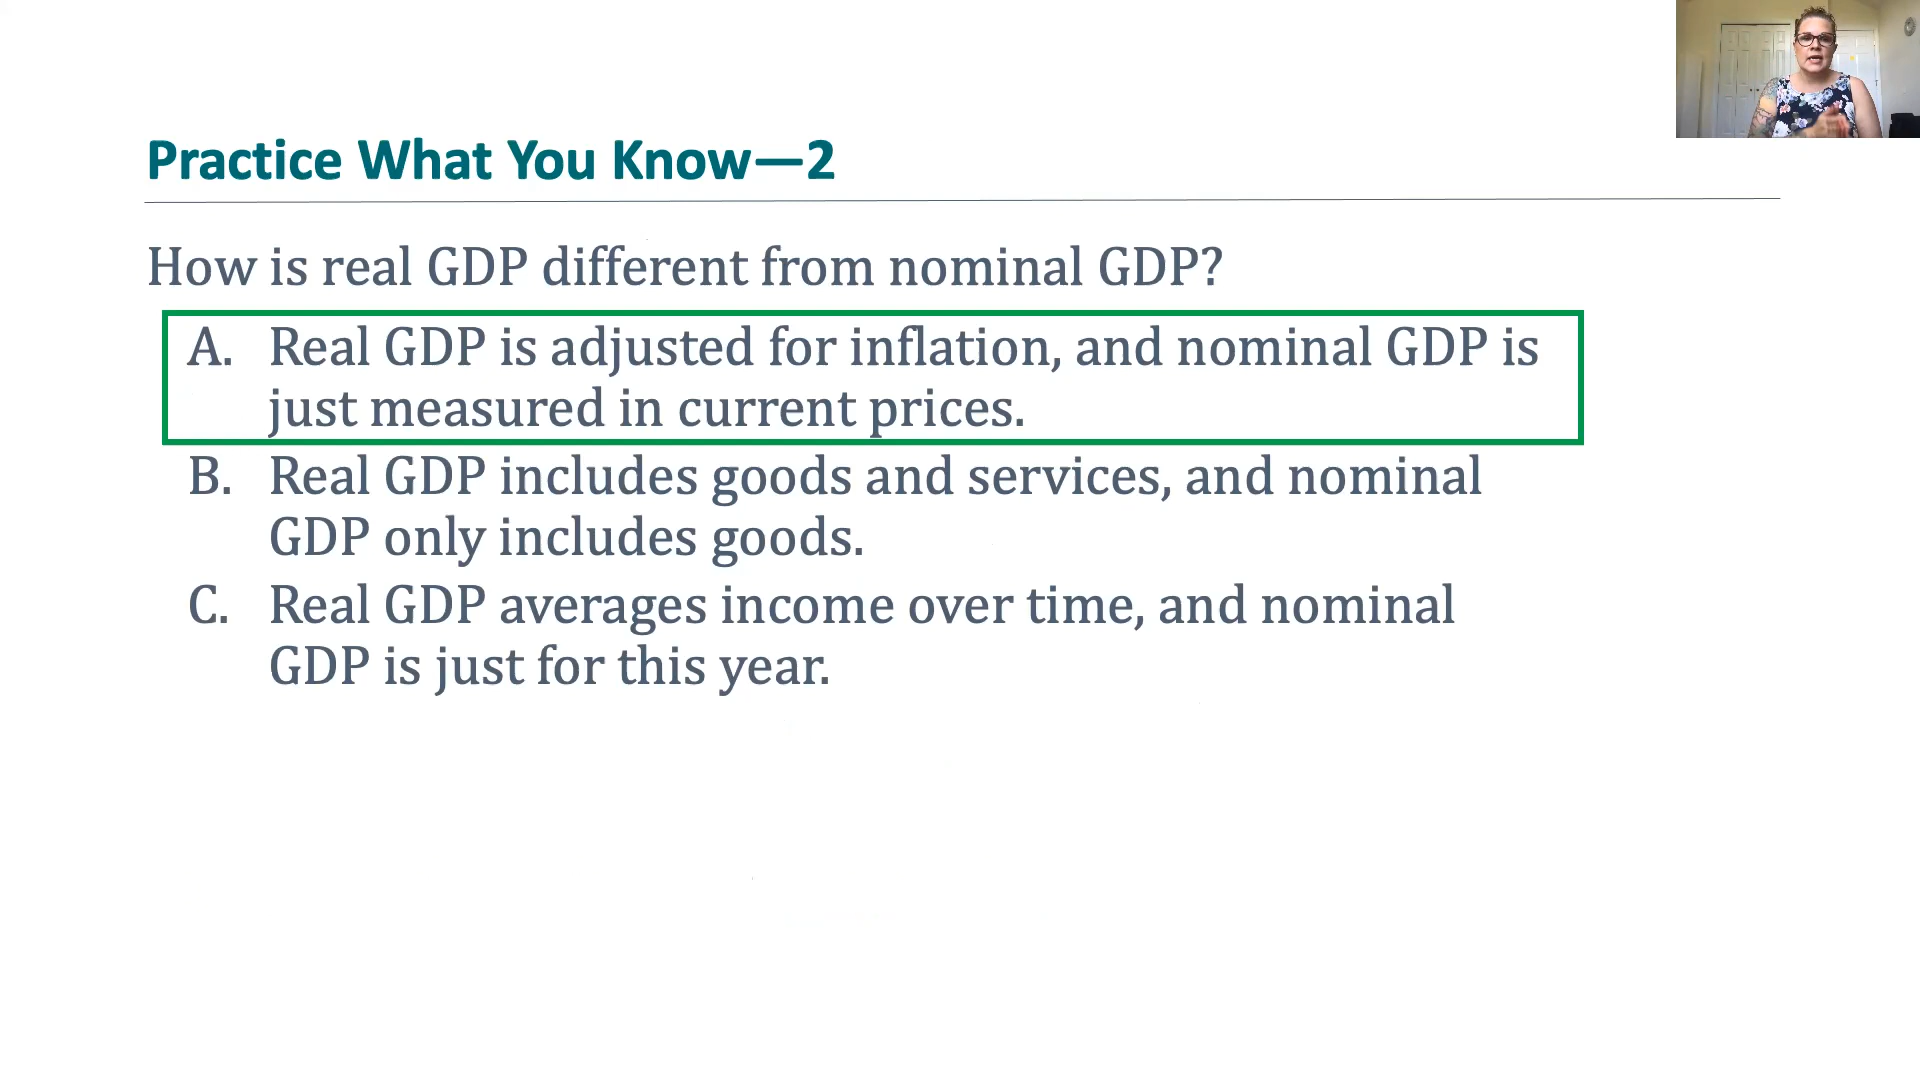 Practice What You Know—2
How is real GDP different from nominal GDP?
A. Real GDP is adjusted for inflation, and nominal GDP is
just measured in current prices.
B. Real GDP includes goods and services, and nominal
GDP only includes goods.
C. Real GDP averages income over time, and nominal
GDP is just for this year.